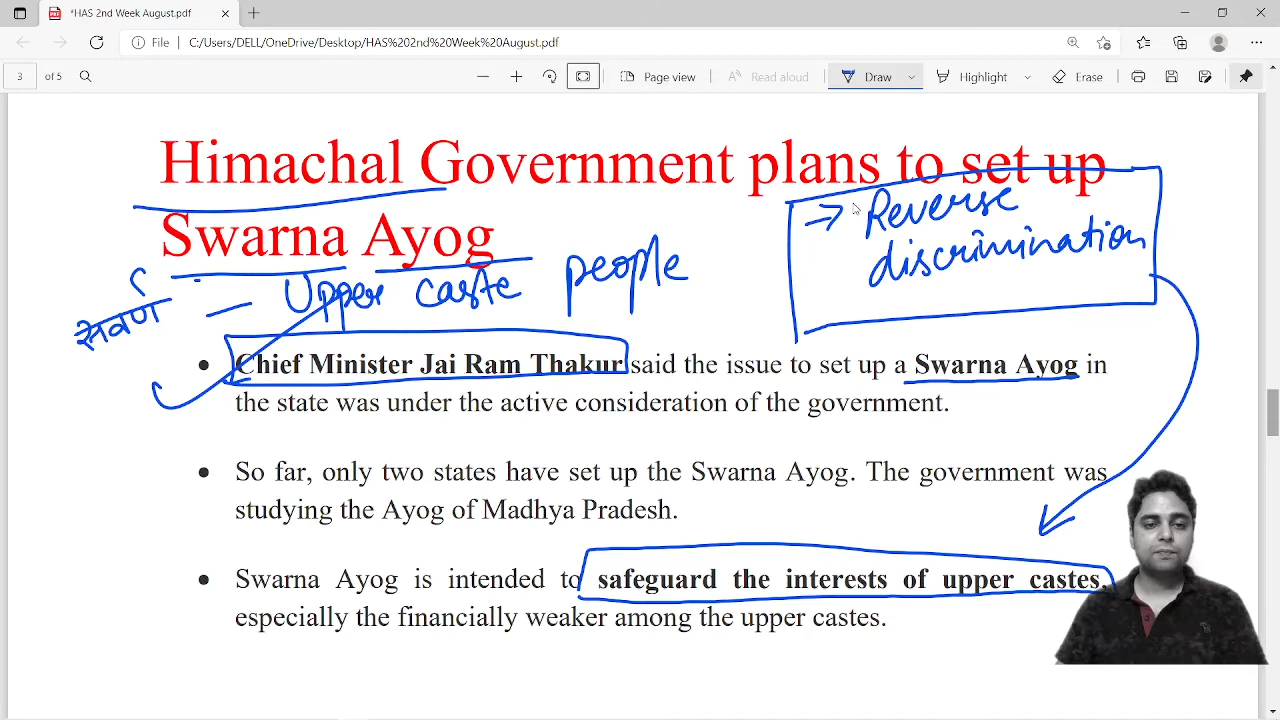 *HAS 2nd Week August.pdf
File C:/Users/DELL/OneDrive/Desktop/HAS%202nd%20Week%20August.pdf
3 of 5 Page view Read aloud Draw Highlight Erase
Himachal Government plans to set up
Swarna Ayog
→ Reverse
discrimination
सवर्ण – Upper caste people
• Chief Minister Jai Ram Thakur said the issue to set up a Swarna Ayog in
the state was under the active consideration of the government.
• So far, only two states have set up the Swarna Ayog. The government was
studying the Ayog of Madhya Pradesh.
• Swarna Ayog is intended to safeguard the interests of upper castes,
especially the financially weaker among the upper castes.